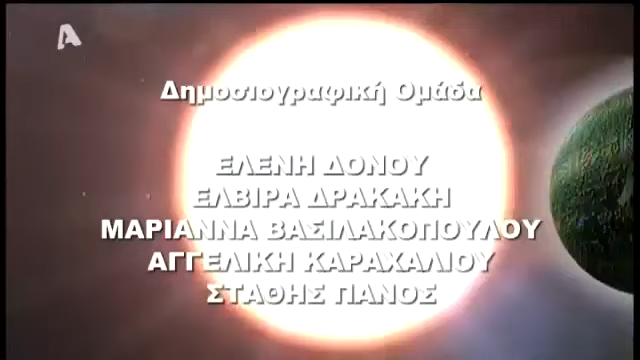 Δημοσιογραφική Ομάδα
ΕΛΕΝΗ ΔΟΝΟΥ
ΕΛΒΙΡΑ ΔΡΑΚΑΚΗ
ΜΑΡΙΑΝΝΑ ΒΑΣΙΛΑΚΟΠΟΥΛΟΥ
ΑΓΓΕΛΙΚΗ ΚΑΡΑΧΑΛΙΟΥ
ΣΤΑΘΗΣ ΠΑΝΟΣ